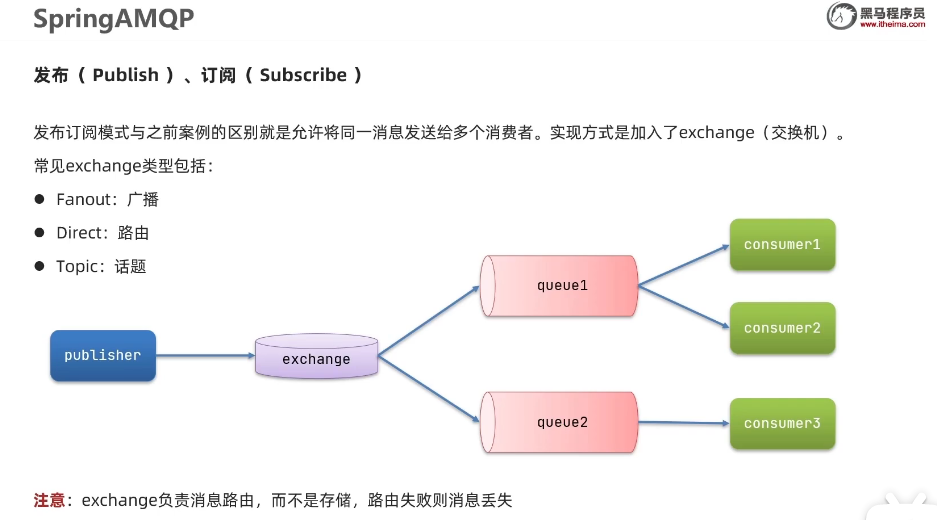 SpringAMQP
黑马程序员
www.itheima.com
发布（ Publish ）、订阅（ Subscribe ）
发布订阅模式与之前案例的区别就是允许将同一消息发送给多个消费者。实现方式是加入了exchange（交换机）。
常见exchange类型包括：
● Fanout：广播
● Direct：路由
● Topic：话题
consumer1
queue1
consumer2
publisher
exchange
queue2
consumer3
注意：exchange负责消息路由，而不是存储，路由失败则消息丢失